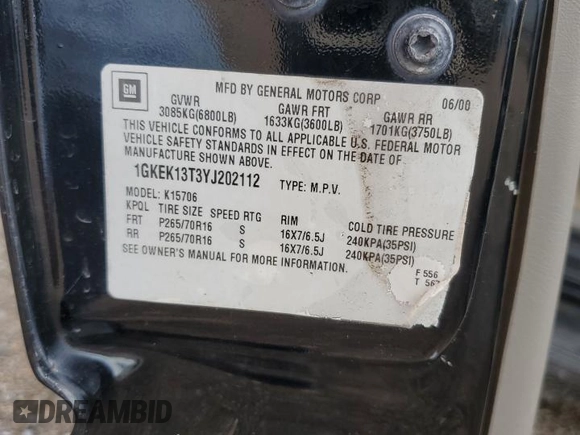 GM
MFD BY GENERAL MOTORS CORP 06/00
GVWR GAWR FRT GAWR RR
3085KG(6800LB) 1633KG(3600LB) 1701KG(3750LB)
THIS VEHICLE CONFORMS TO ALL APPLICABLE U.S. FEDERAL MOTOR
VEHICLE SAFETY STANDARDS IN EFFECT ON THE DATE OF
MANUFACTURE SHOWN ABOVE.
1GKEK13T3YJ202112 TYPE: M.P.V.
MODEL: K15706
KPQL TIRE SIZE SPEED RTG RIM COLD TIRE PRESSURE
FRT P265/70R16 S 16X7/6.5J 240KPA(35PSI)
RR P265/70R16 S 16X7/6.5J 240KPA(35PSI)
SEE OWNER'S MANUAL FOR MORE INFORMATION.
F 556
T 567
DREAMBID